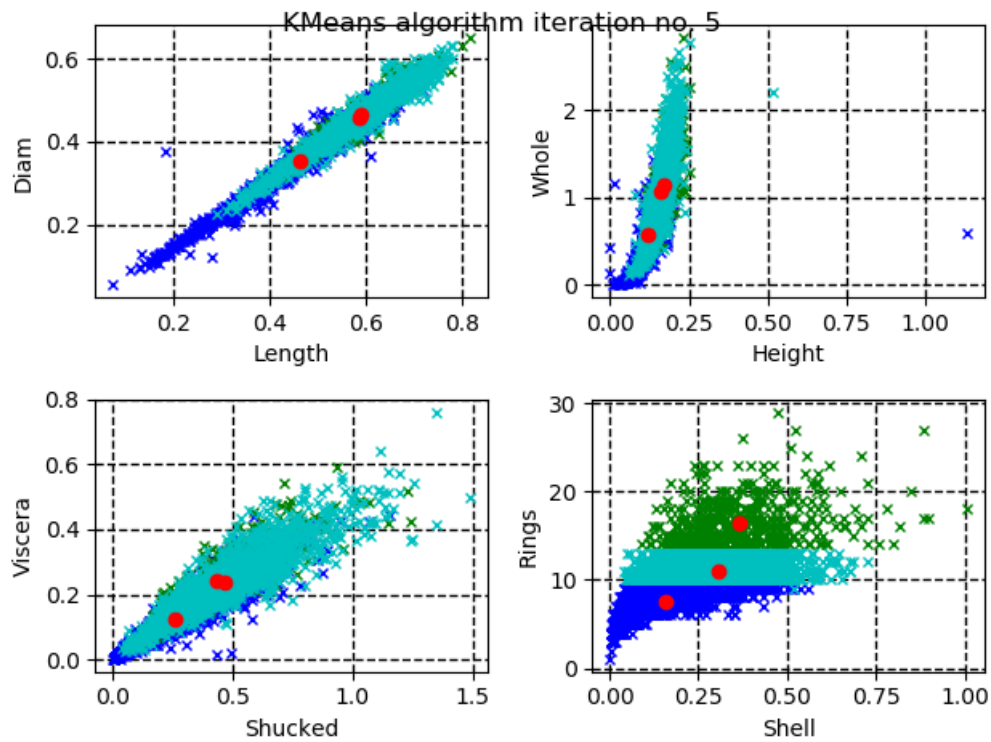 KMeans algorithm iteration no. 5
0.6
0.4
0.2
Diam
0.2 0.4 0.6 0.8
Length
2
1
0
Whole
0.00 0.25 0.50 0.75 1.00
Height
0.8
0.6
0.4
0.2
0.0
Viscera
0.0 0.5 1.0 1.5
Shucked
30
20
10
0
Rings
0.00 0.25 0.50 0.75 1.00
Shell